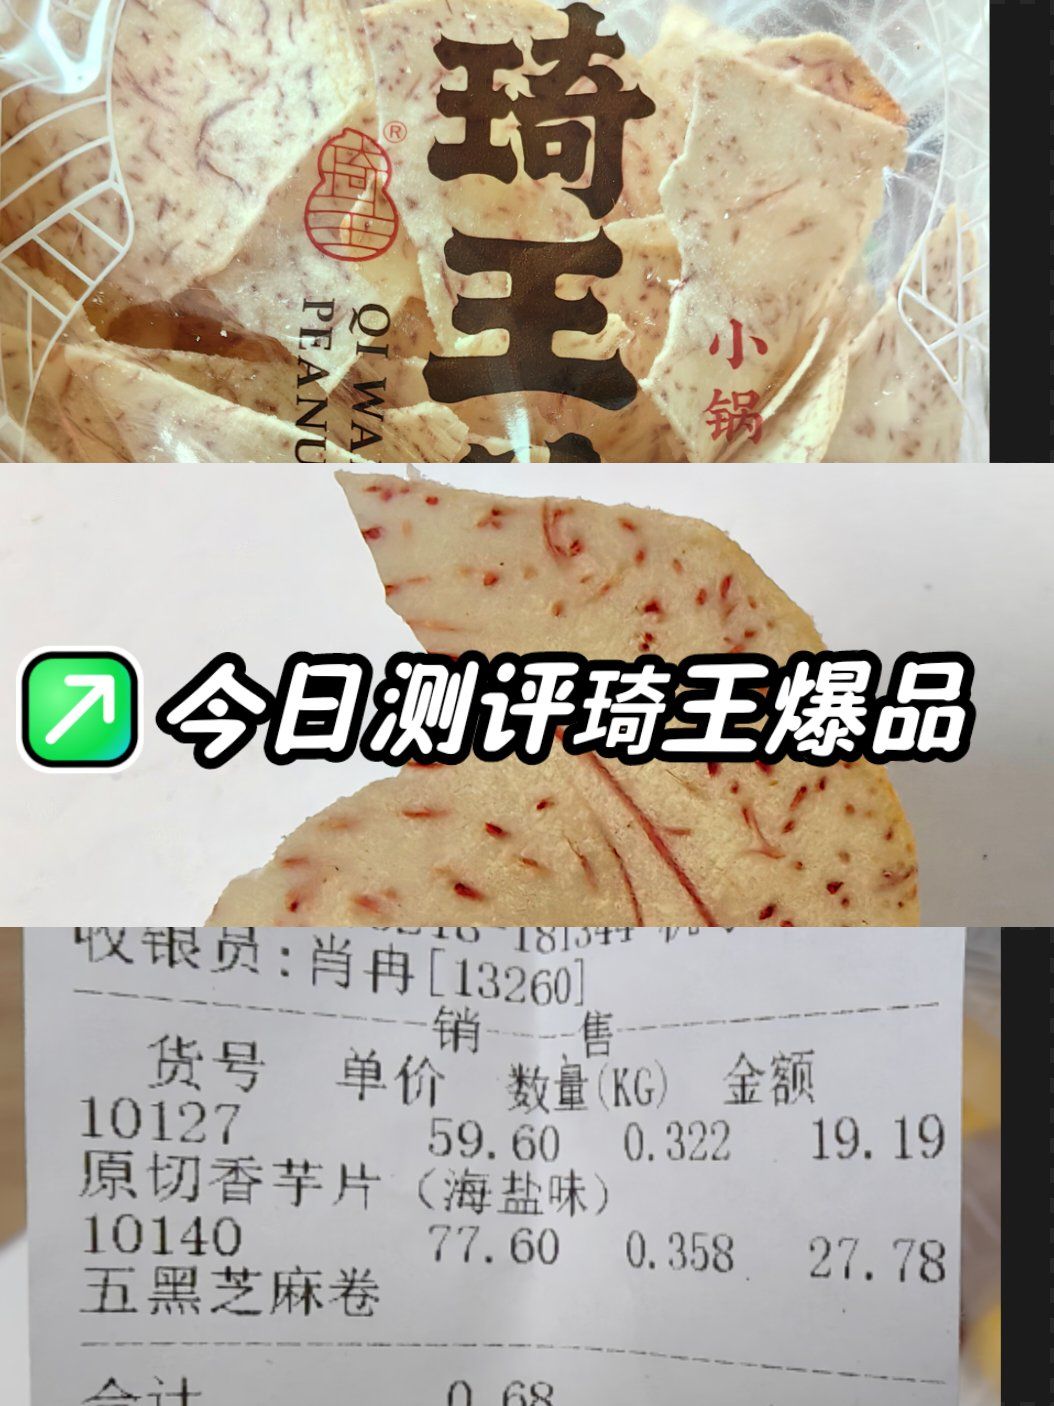 琦王
小锅
®
QI WA
PEANU
今日测评琦王爆品
收银员:肖冉[13260]
销 售
货号 单价 数量(KG) 金额
10127 59.60 0.322 19.19
原切香芋片（海盐味）
10140 77.60 0.358 27.78
五黑芝麻卷
合计 0.68